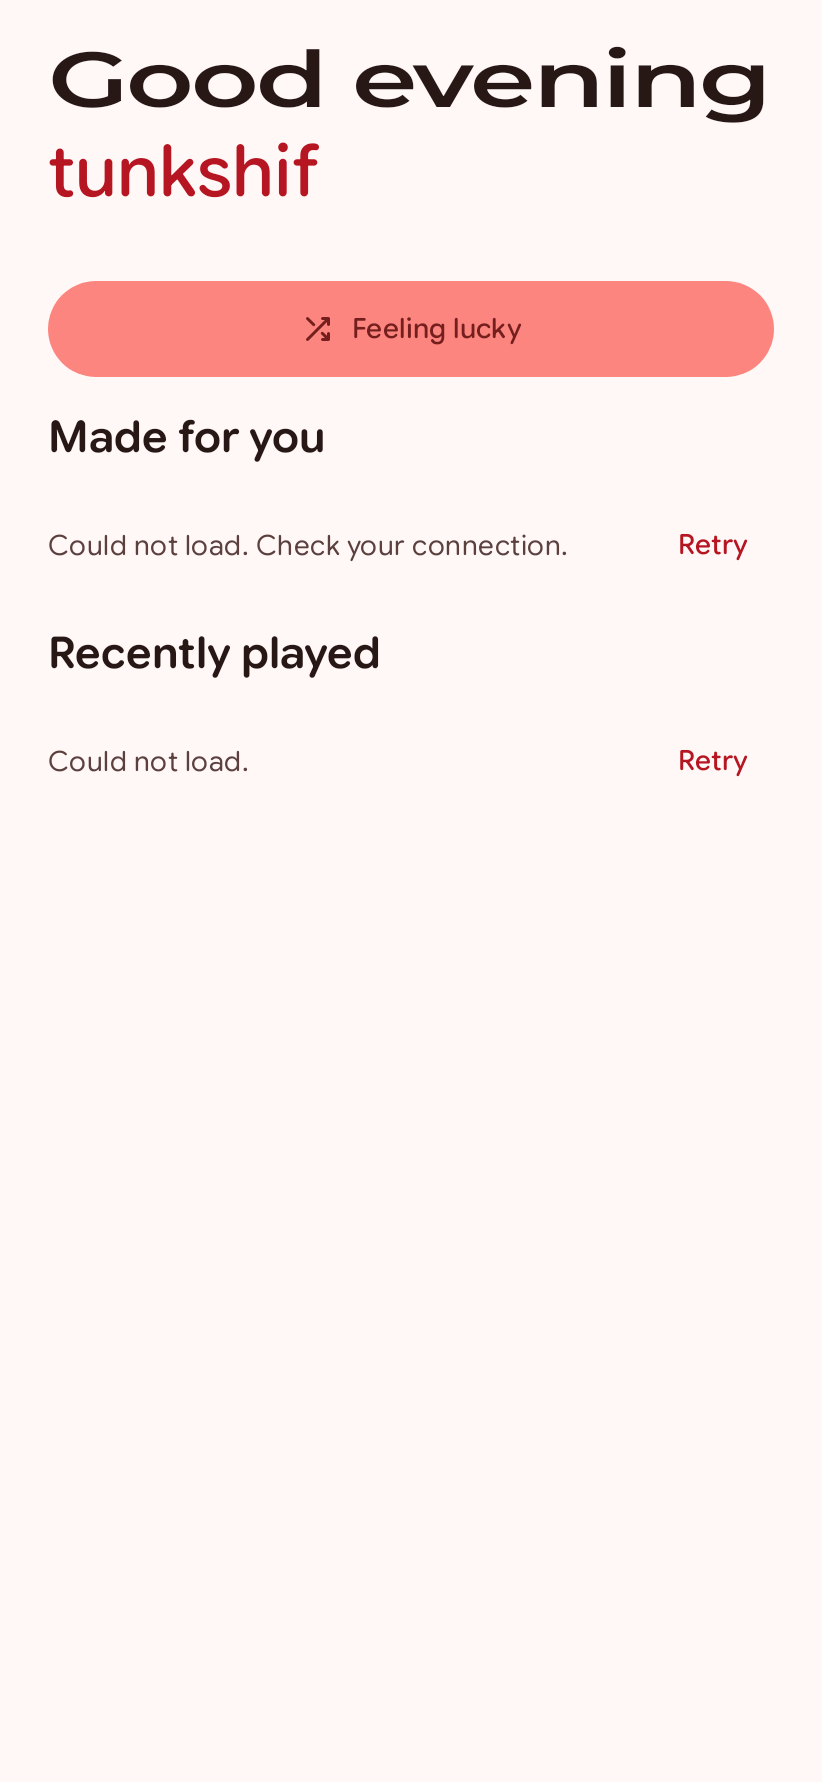 Good evening
tunkshif
Feeling lucky
Made for you
Could not load. Check your connection. Retry
Recently played
Could not load. Retry